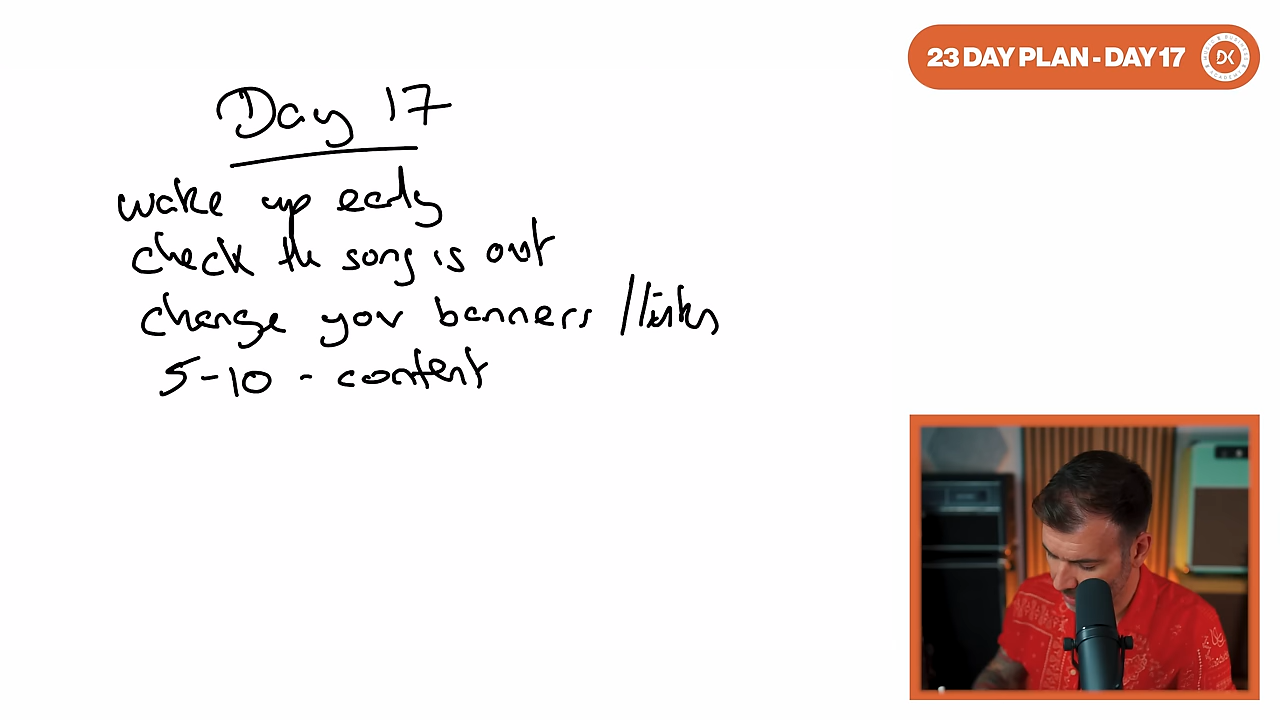 23 DAY PLAN - DAY 17
DK
Day 17
wake up early
check the song is out
change your banners / links
5-10 - content